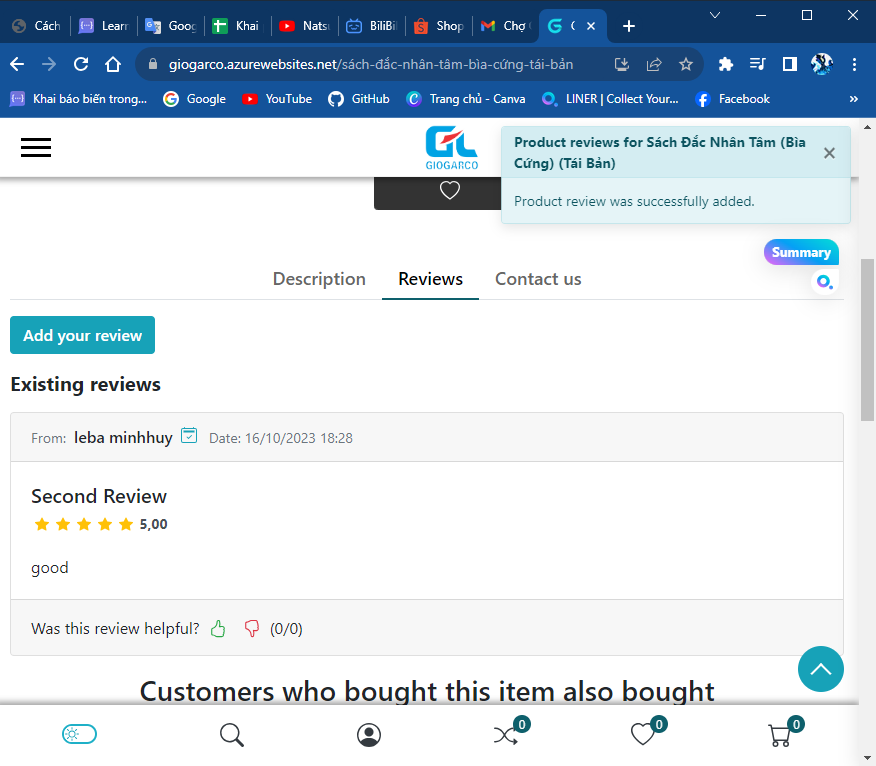 Cách
Learn
Goog
Khai
Nats
BiliBi
Shop
Chợ
giogarco.azurewebsites.net/sách-đắc-nhân-tâm-bìa-cứng-tái-bản
Khai báo biến trong...
Google
YouTube
GitHub
Trang chủ - Canva
LINER | Collect Your...
Facebook
»
GL
GIOGARCO
Product reviews for Sách Đắc Nhân Tâm (Bìa
Cứng) (Tái Bản)
Product review was successfully added.
Summary
Description
Reviews
Contact us
Add your review
Existing reviews
From: leba minhhuy Date: 16/10/2023 18:28
Second Review
5,00
good
Was this review helpful? (0/0)
Customers who bought this item also bought
0
0
0